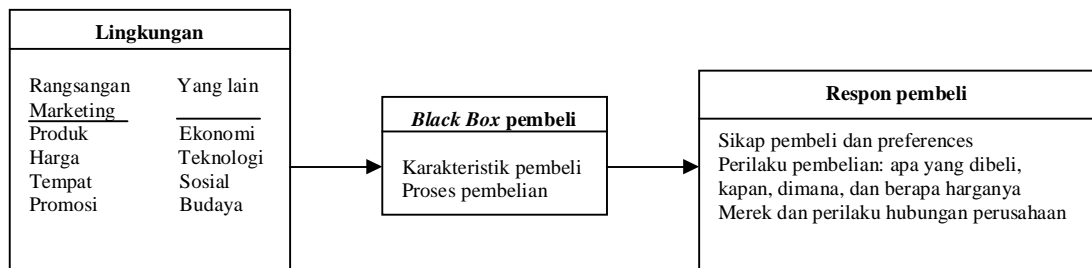 Lingkungan
Rangsangan Yang lain
Marketing
Produk Ekonomi
Harga Teknologi
Tempat Sosial
Promosi Budaya
Black Box pembeli
Karakteristik pembeli
Proses pembelian
Respon pembeli
Sikap pembeli dan preferences
Perilaku pembelian: apa yang dibeli,
kapan, dimana, dan berapa harganya
Merek dan perilaku hubungan perusahaan